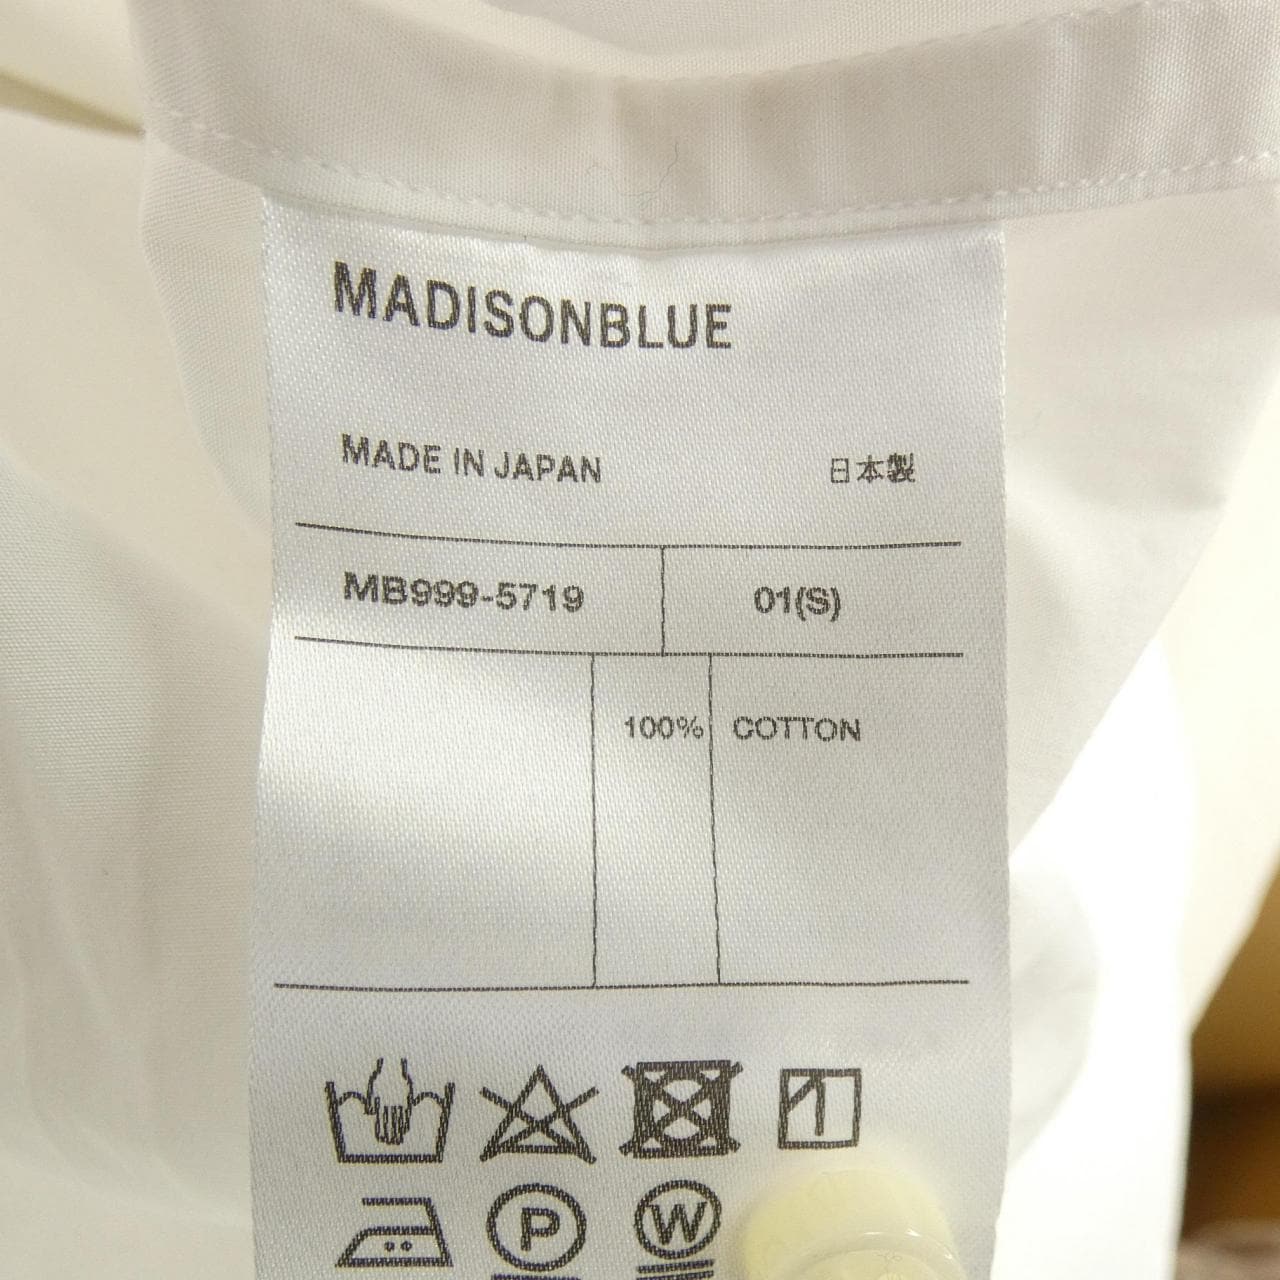 MADISONBLUE
MADE IN JAPAN 日本製
MB999-5719 01(S)
100% COTTON
P W